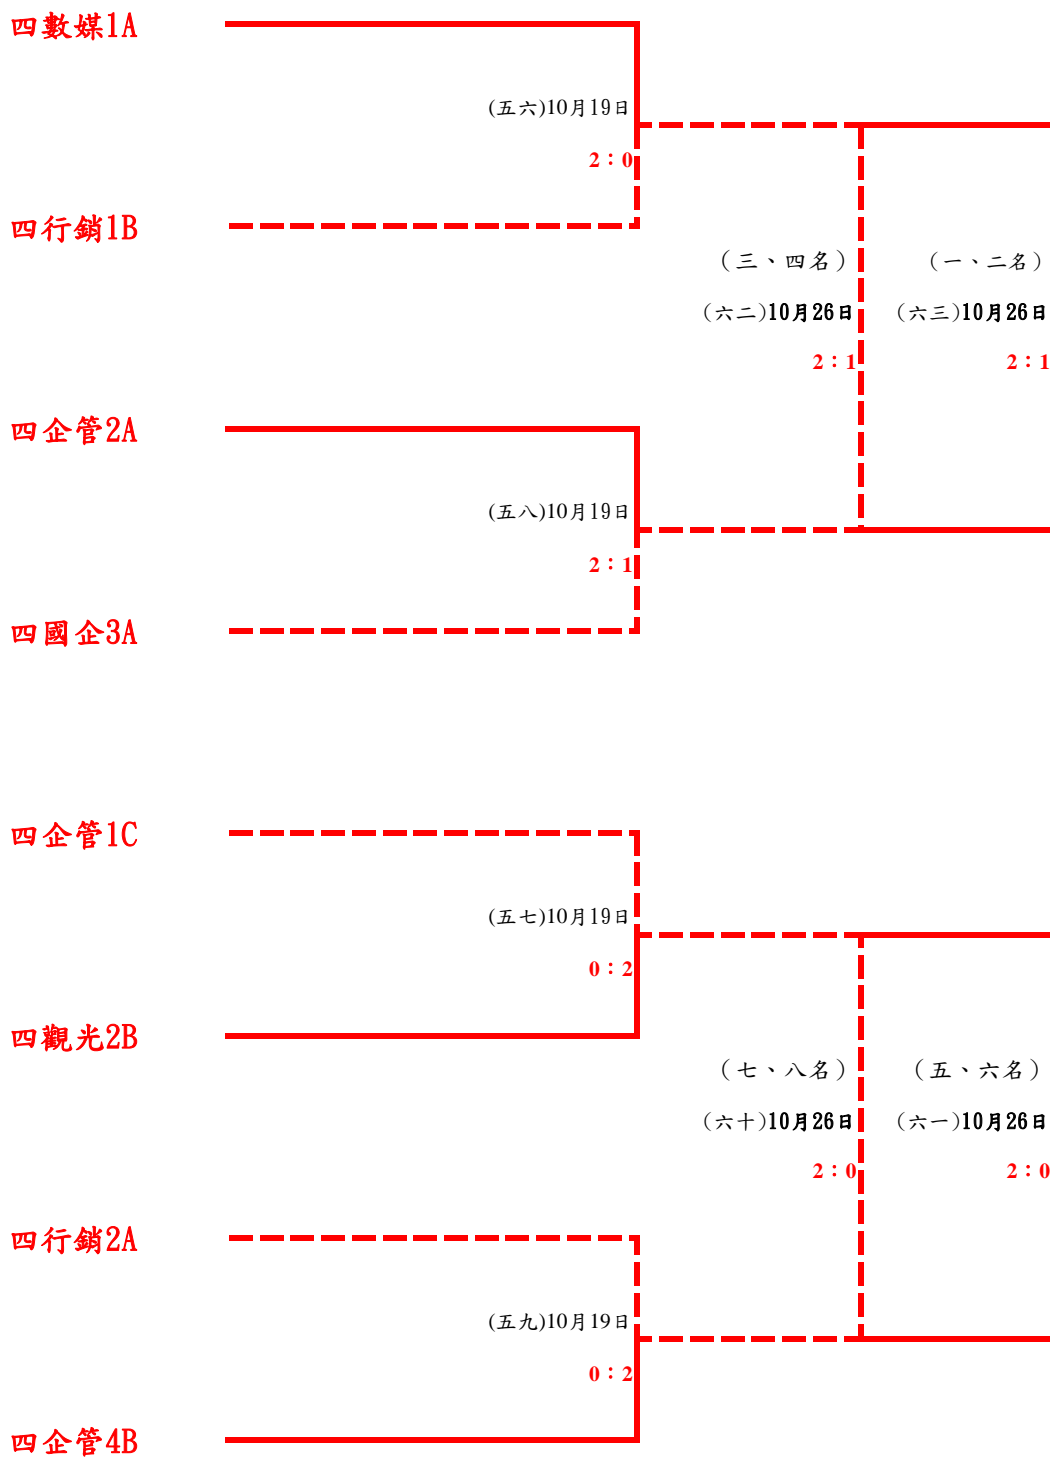 四數媒1A
(五六)10月19日
2：0
四行銷1B
（三、四名）
（一、二名）
（六二)10月26日
（六三)10月26日
2：1
2：1
四企管2A
(五八)10月19日
2：1
四國企3A
四企管1C
(五七)10月19日
0：2
四觀光2B
（七、八名）
（五、六名）
（六十)10月26日
（六一)10月26日
2：0
2：0
四行銷2A
(五九)10月19日
0：2
四企管4B